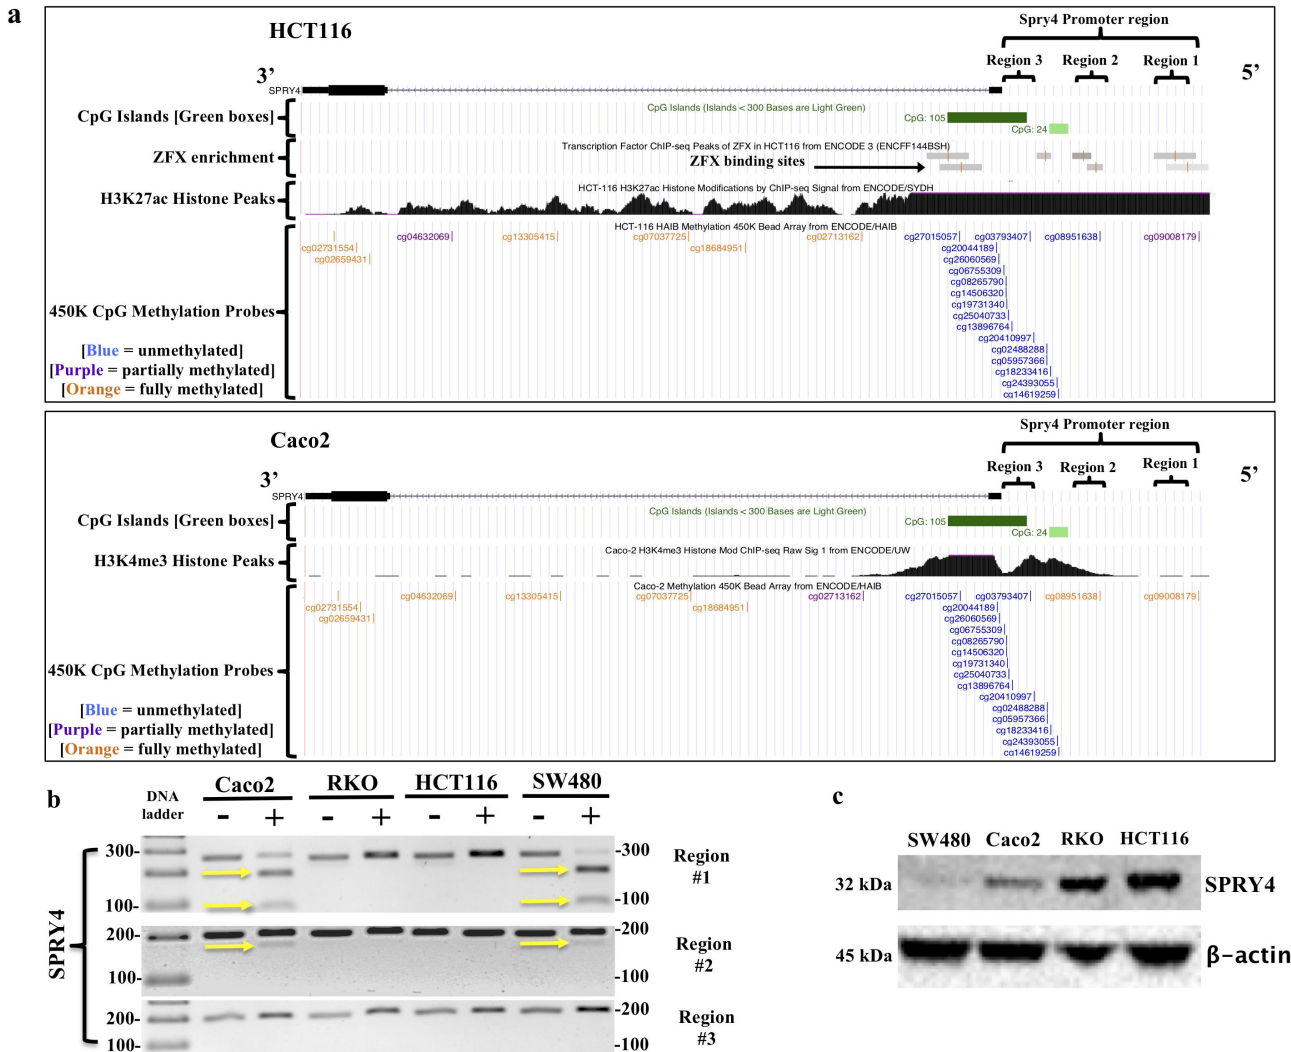 a
HCT116
Spry4 Promoter region
Region 3
Region 2
Region 1
3’
5’
SPRY4
CpG Islands [Green boxes]
CpG Islands (Islands < 300 Bases are Light Green)
CpG: 105
CpG: 24
ZFX enrichment
Transcription Factor ChIP-seq Peaks of ZFX in HCT116 from ENCODE 3 (ENCFF144BSH)
ZFX binding sites
H3K27ac Histone Peaks
HCT-116 H3K27ac Histone Modifications by ChIP-seq Signal from ENCODE/SYDH
HCT-116 HAIB Methylation 450K Bead Array from ENCODE/HAIB
cg04632069
cg13305415
cg07037725
cg02713162
cg27015057
cg03793407
cg08951638
cg09008179
cg02731554
cg18684951
cg20044189
cg02659431
cg26060569
cg06755309
cg08265790
cg14506320
cg19731340
cg25040733
cg13896764
cg20410997
cg02488288
cg05957366
cg18233416
cg24393055
cg14619259
450K CpG Methylation Probes
[Blue = unmethylated]
[Purple = partially methylated]
[Orange = fully methylated]
Caco2
Spry4 Promoter region
Region 3
Region 2
Region 1
3’
5’
SPRY4
CpG Islands [Green boxes]
CpG Islands (Islands < 300 Bases are Light Green)
CpG: 105
CpG: 24
H3K4me3 Histone Peaks
Caco-2 H3K4me3 Histone Mod ChIP-seq Raw Sig 1 from ENCODE/UW
Caco-2 Methylation 450K Bead Array from ENCODE/HAIB
cg04632069
cg13305415
cg07037725
cg02713162
cg27015057
cg03793407
cg08951638
cg09008179
cg02731554
cg18684951
cg20044189
cg02659431
cg26060569
cg06755309
cg08265790
cg14506320
cg19731340
cg25040733
cg13896764
cg20410997
cg02488288
cg05957366
cg18233416
cg24393055
cg14619259
450K CpG Methylation Probes
[Blue = unmethylated]
[Purple = partially methylated]
[Orange = fully methylated]
b
DNA
ladder
Caco2
RKO
HCT116
SW480
- + - + - + - +
SPRY4
300-
100-
-300
-100
Region
#1
200-
100-
-200
-100
Region
#2
200-
100-
-200
-100
Region
#3
c
SW480
Caco2
RKO
HCT116
32 kDa
SPRY4
45 kDa
β-actin